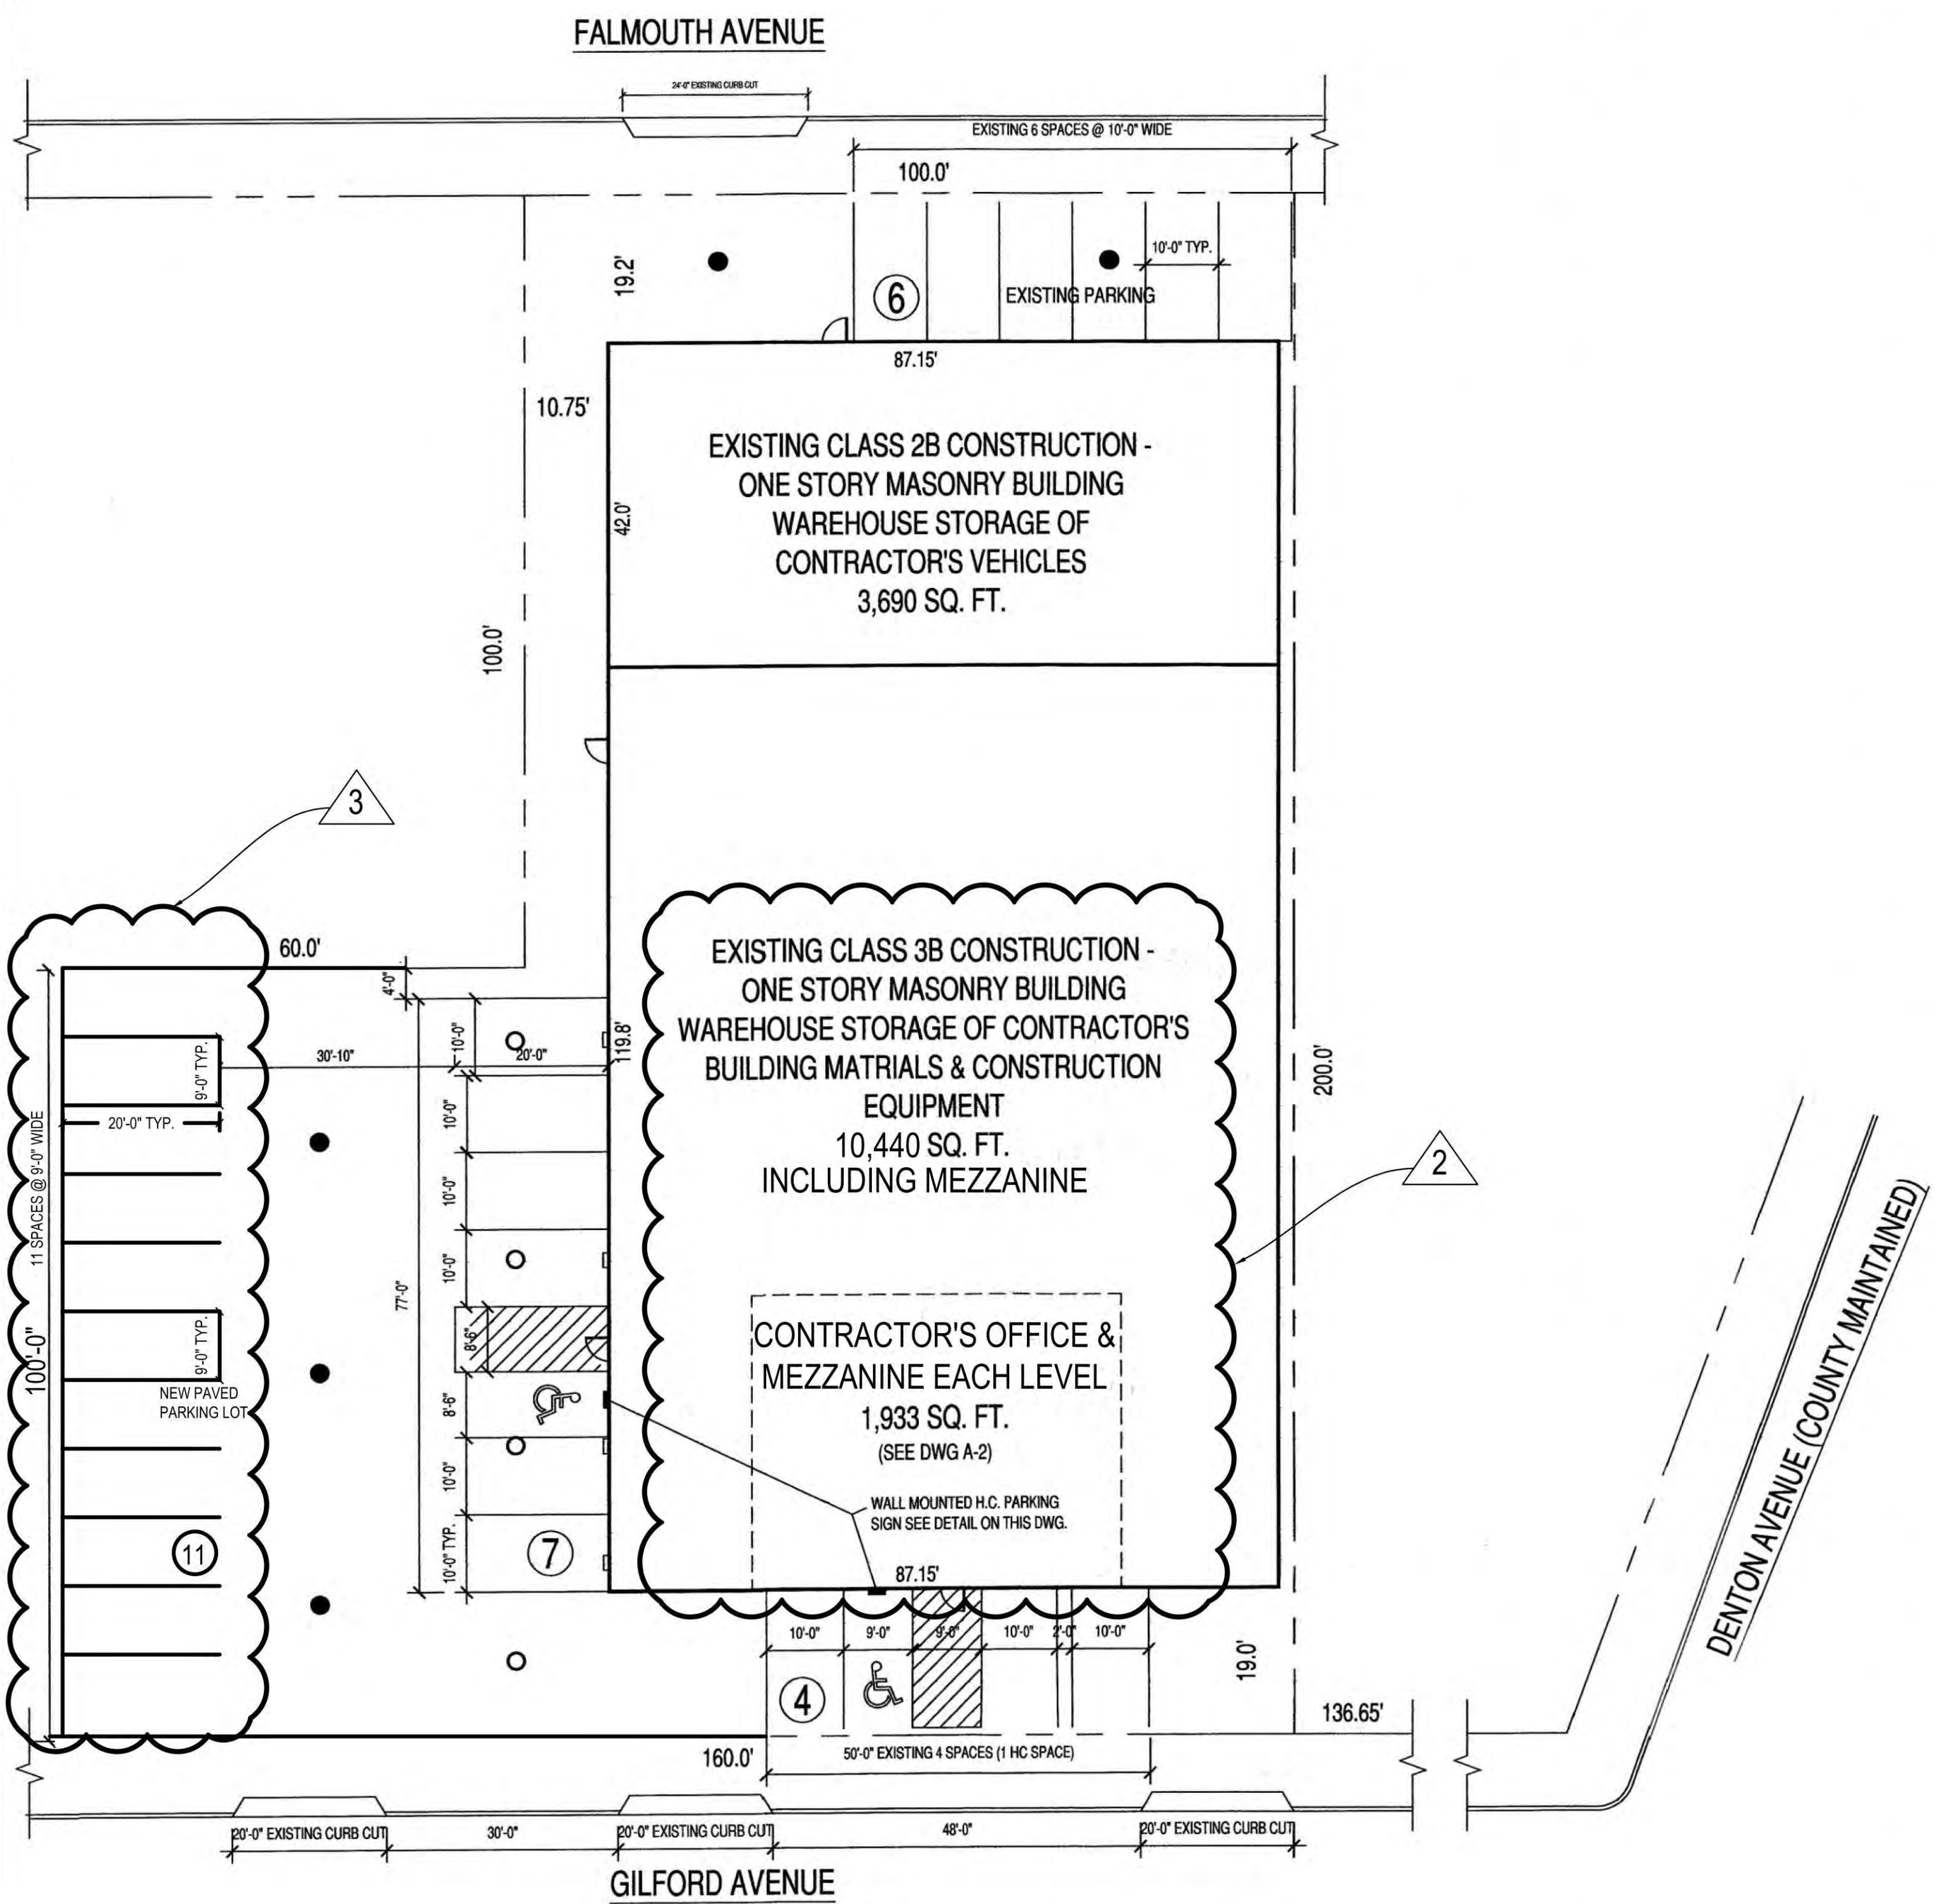 FALMOUTH AVENUE
24'-0" EXISTING CURB CUT
EXISTING 6 SPACES @ 10'-0" WIDE
100.0'
19.2'
10'-0" TYP.
6
EXISTING PARKING
87.15'
10.75'
EXISTING CLASS 2B CONSTRUCTION -
ONE STORY MASONRY BUILDING
WAREHOUSE STORAGE OF
CONTRACTOR'S VEHICLES
3,690 SQ. FT.
42.0'
100.0'
3
60.0'
4'-0"
EXISTING CLASS 3B CONSTRUCTION -
ONE STORY MASONRY BUILDING
WAREHOUSE STORAGE OF CONTRACTOR'S
BUILDING MATRIALS & CONSTRUCTION
EQUIPMENT
10,440 SQ. FT.
INCLUDING MEZZANINE
119.8'
200.0'
2
10'-0"
20'-0"
30'-10"
9'-0" TYP.
20'-0" TYP.
11 SPACES @ 9'-0" WIDE
100'-0"
10'-0"
10'-0"
10'-0"
77'-0"
8'-6"
8'-6"
10'-0"
10'-0" TYP.
9'-0" TYP.
NEW PAVED
PARKING LOT
11
7
CONTRACTOR'S OFFICE &
MEZZANINE EACH LEVEL
1,933 SQ. FT.
(SEE DWG A-2)
WALL MOUNTED H.C. PARKING
SIGN SEE DETAIL ON THIS DWG.
87.15'
10'-0"
9'-0"
9'-0"
10'-0"
2'-0"
10'-0"
4
19.0'
136.65'
DENTON AVENUE (COUNTY MAINTAINED)
160.0'
50'-0" EXISTING 4 SPACES (1 HC SPACE)
20'-0" EXISTING CURB CUT
30'-0"
20'-0" EXISTING CURB CUT
48'-0"
20'-0" EXISTING CURB CUT
GILFORD AVENUE